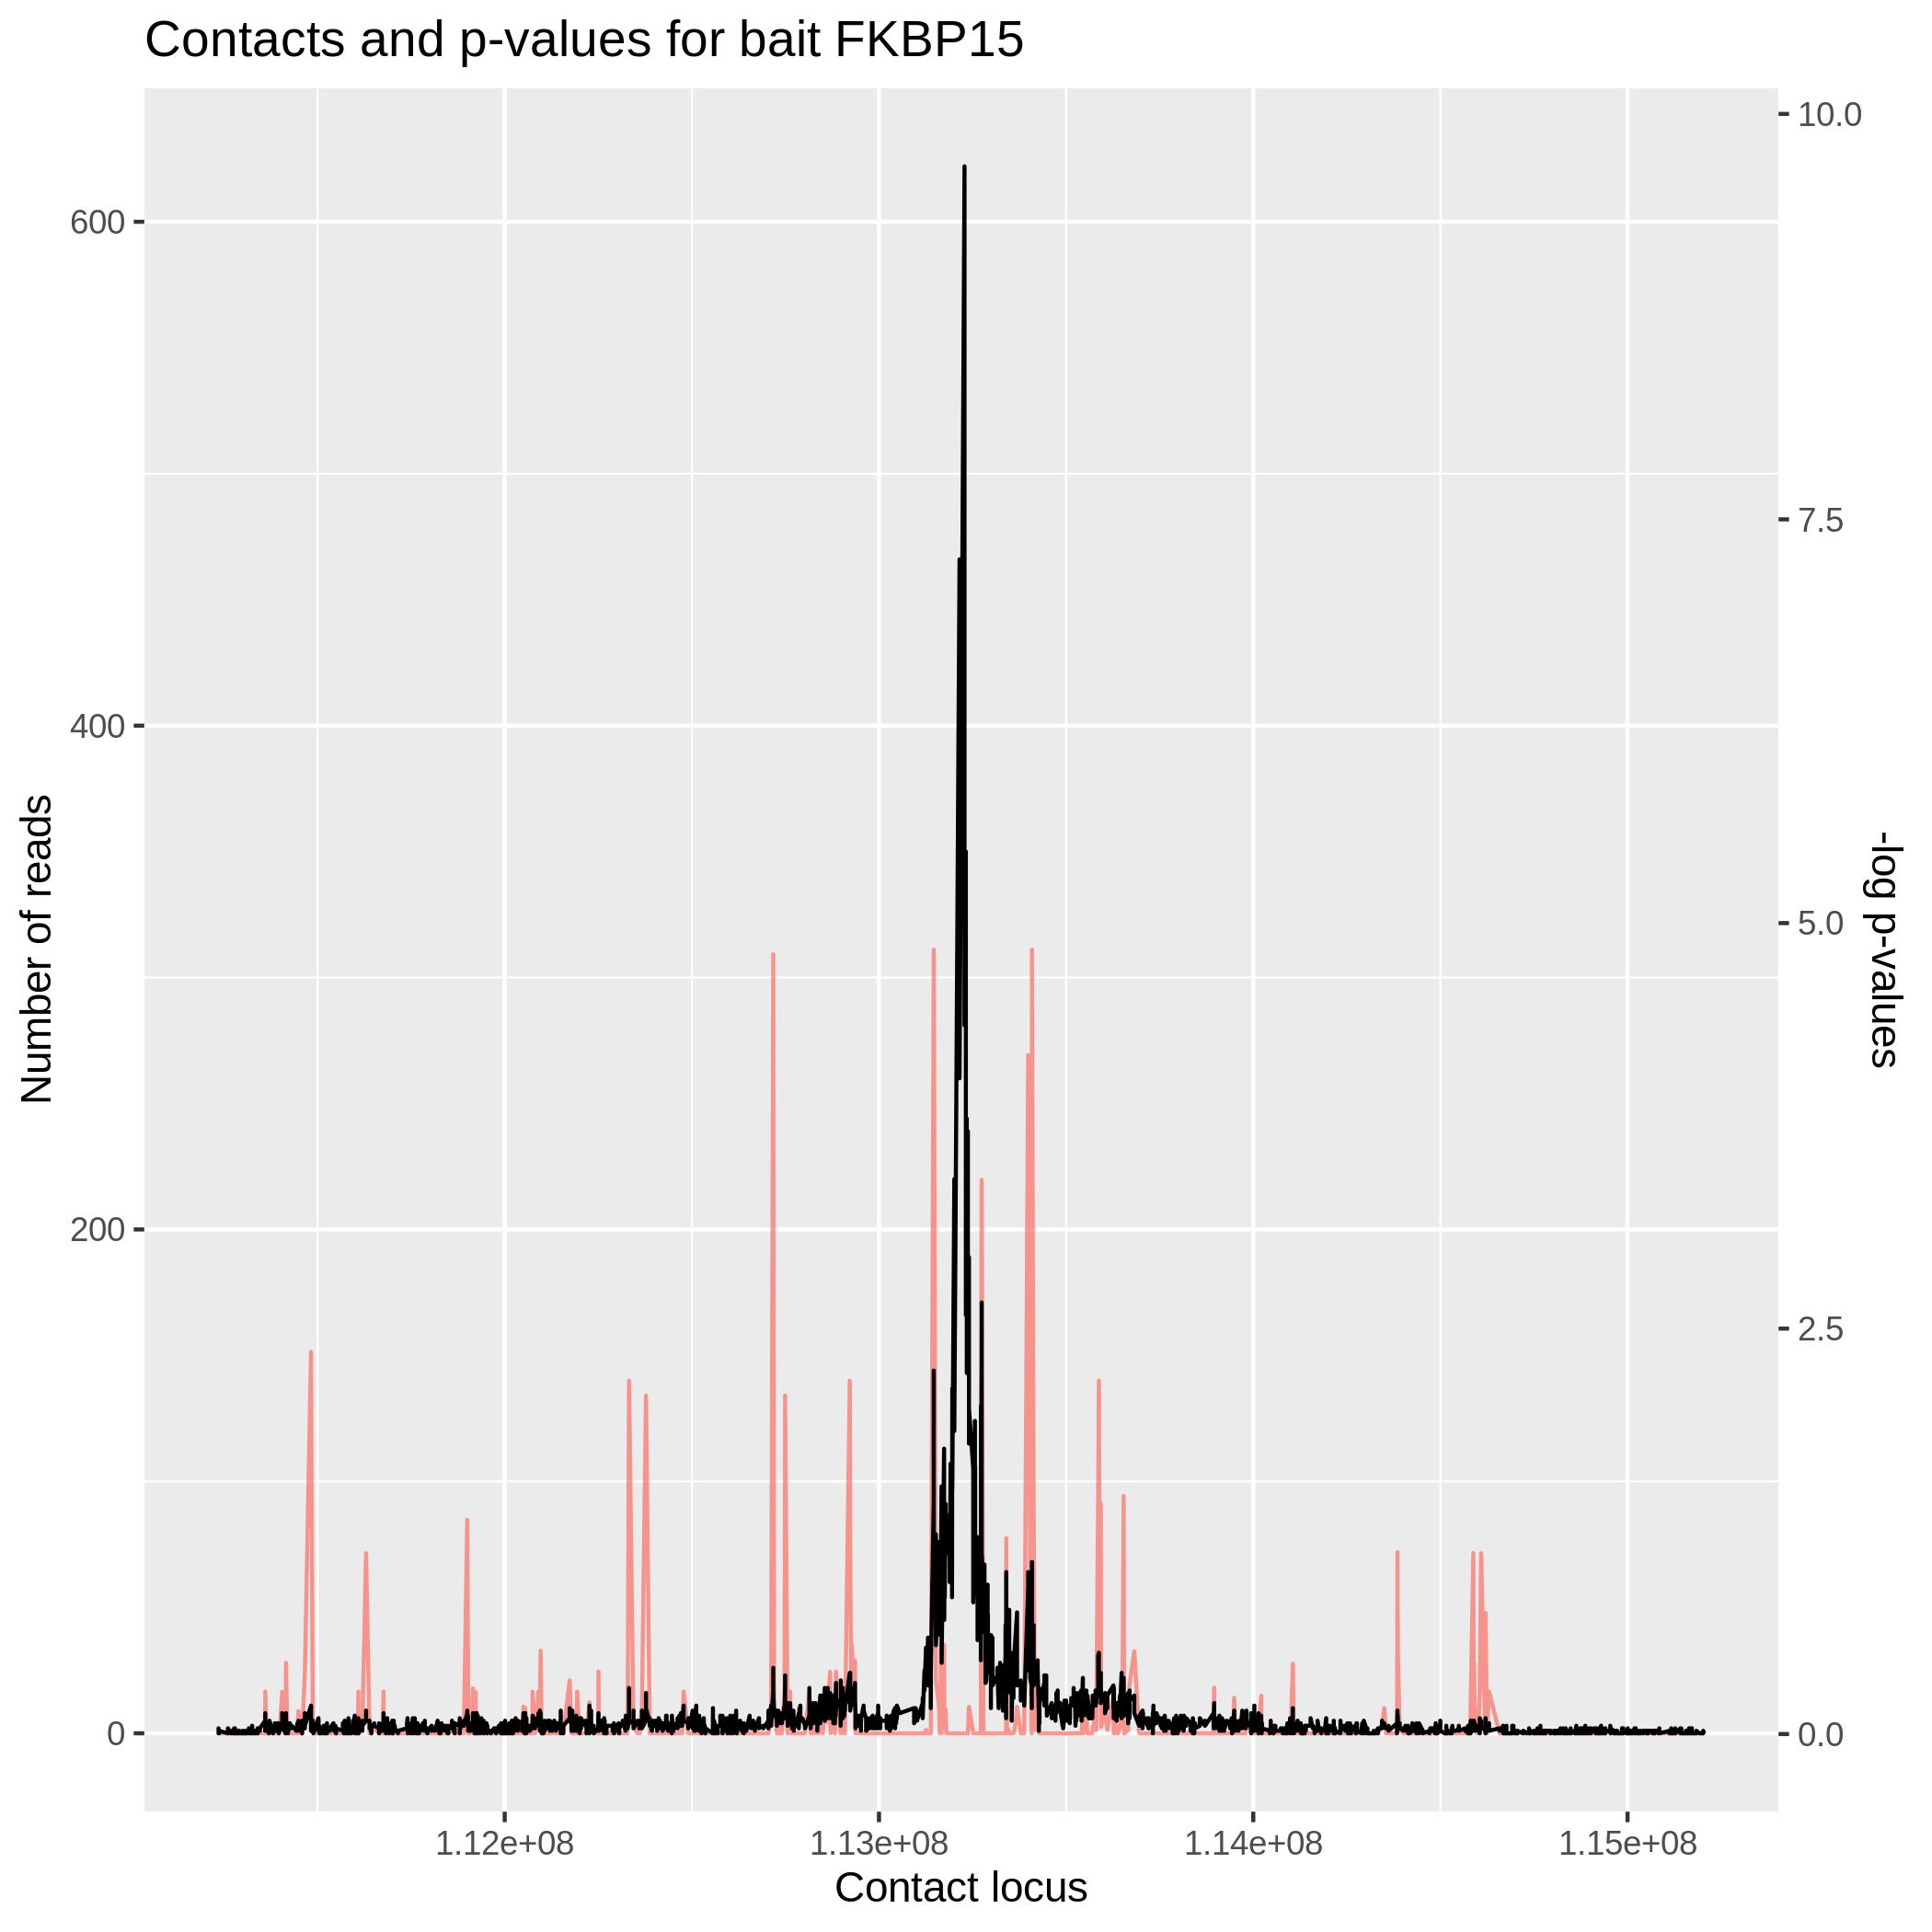 Contacts and p-values for bait FKBP15
600
400
200
0
10.0
7.5
5.0
2.5
0.0
Number of reads
-log p-values
1.12e+08
1.13e+08
1.14e+08
1.15e+08
Contact locus